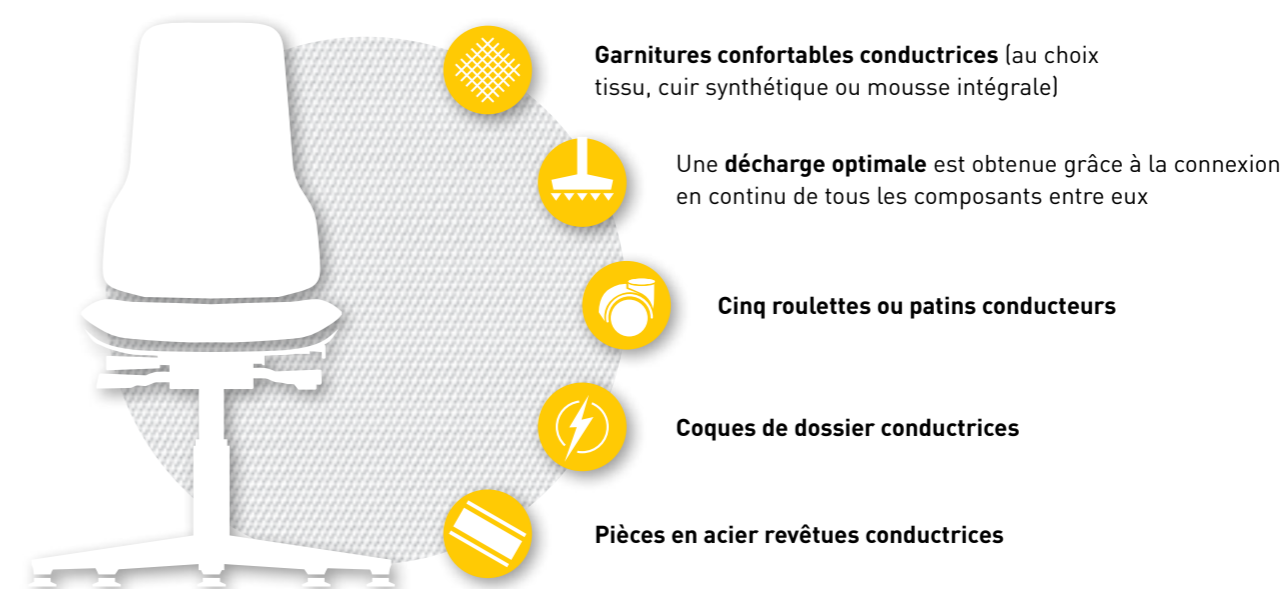 Garnitures confortables conductrices (au choix
tissu, cuir synthétique ou mousse intégrale)
Une décharge optimale est obtenue grâce à la connexion
en continu de tous les composants entre eux
Cinq roulettes ou patins conducteurs
Coques de dossier conductrices
Pièces en acier revêtues conductrices